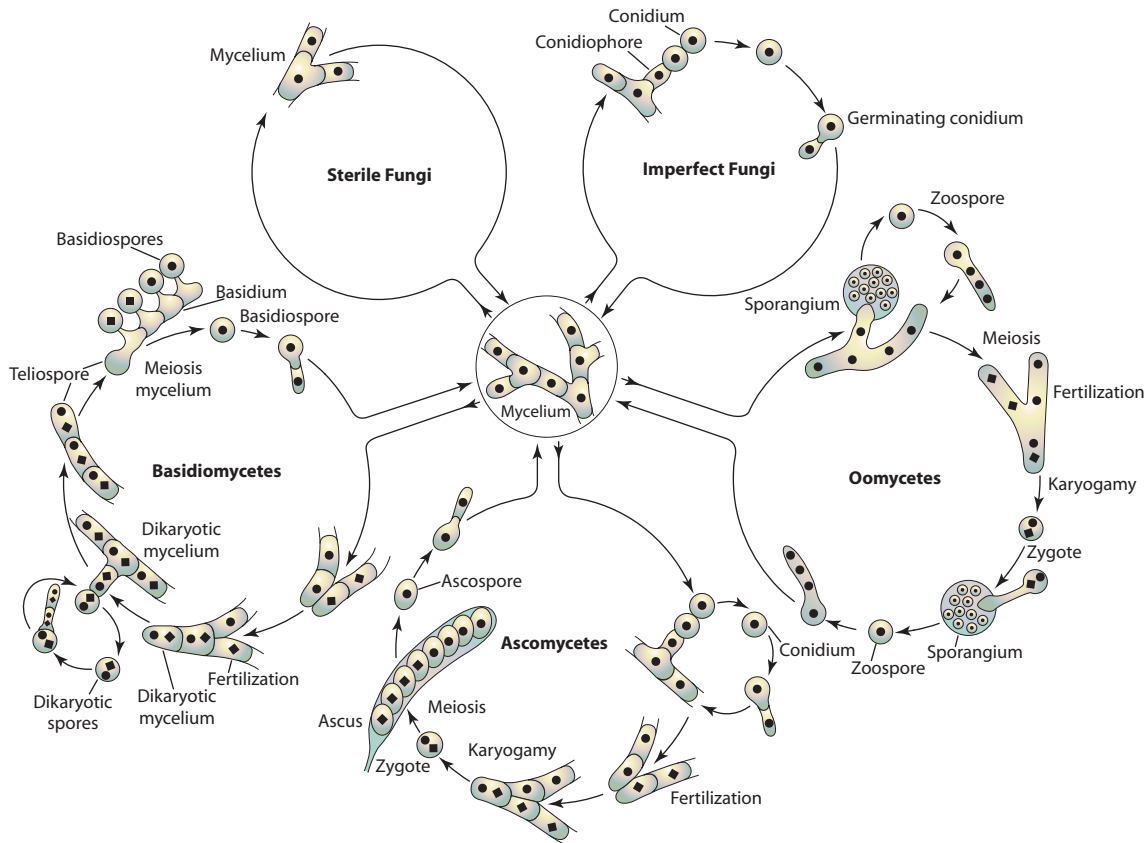 Mycelium
Sterile Fungi
Conidium
Conidiophore
Germinating conidium
Imperfect Fungi
Zoospore
Sporangium
Meiosis
Fertilization
Karyogamy
Zygote
Sporangium
Zoospore
Oomycetes
Mycelium
Basidiospores
Basidium
Basidiospore
Teliospore
Meiosis
mycelium
Basidiomycetes
Dikaryotic
mycelium
Dikaryotic
spores
Dikaryotic
mycelium
Fertilization
Ascospore
Ascomycetes
Conidium
Ascus
Meiosis
Zygote
Karyogamy
Fertilization